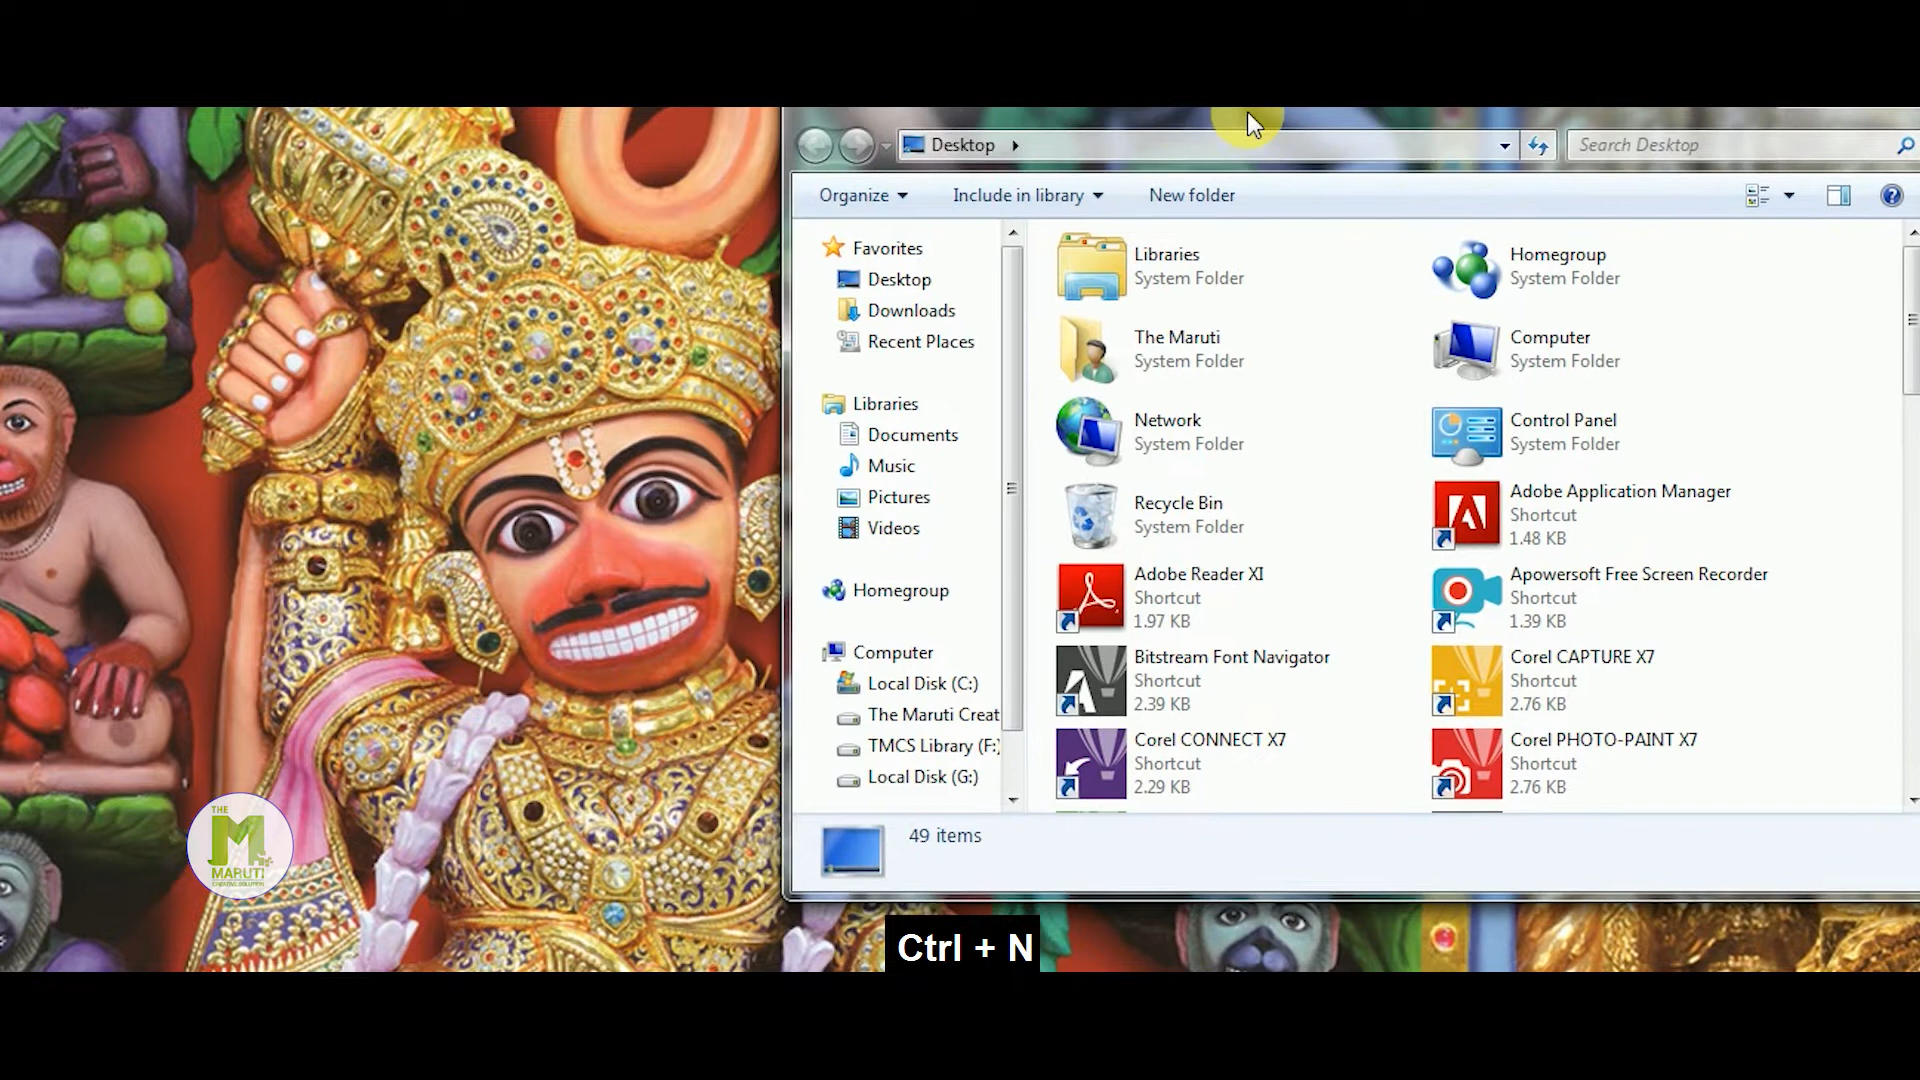 Desktop
Search Desktop
Organize
Include in library
New folder
Favorites
Desktop
Downloads
Recent Places
Libraries
Documents
Music
Pictures
Videos
Homegroup
Computer
Local Disk (C:)
The Maruti Creat
TMCS Library (F:)
Local Disk (G:)
Libraries
System Folder
Homegroup
System Folder
The Maruti
System Folder
Computer
System Folder
Network
System Folder
Control Panel
System Folder
Recycle Bin
System Folder
Adobe Application Manager
Shortcut
1.48 KB
Adobe Reader XI
Shortcut
1.97 KB
Apowersoft Free Screen Recorder
Shortcut
1.39 KB
Bitstream Font Navigator
Shortcut
2.39 KB
Corel CAPTURE X7
Shortcut
2.76 KB
Corel CONNECT X7
Shortcut
2.29 KB
Corel PHOTO-PAINT X7
Shortcut
2.76 KB
49 items
THE
MARUTI
CREATIVE SOLUTION
Ctrl + N